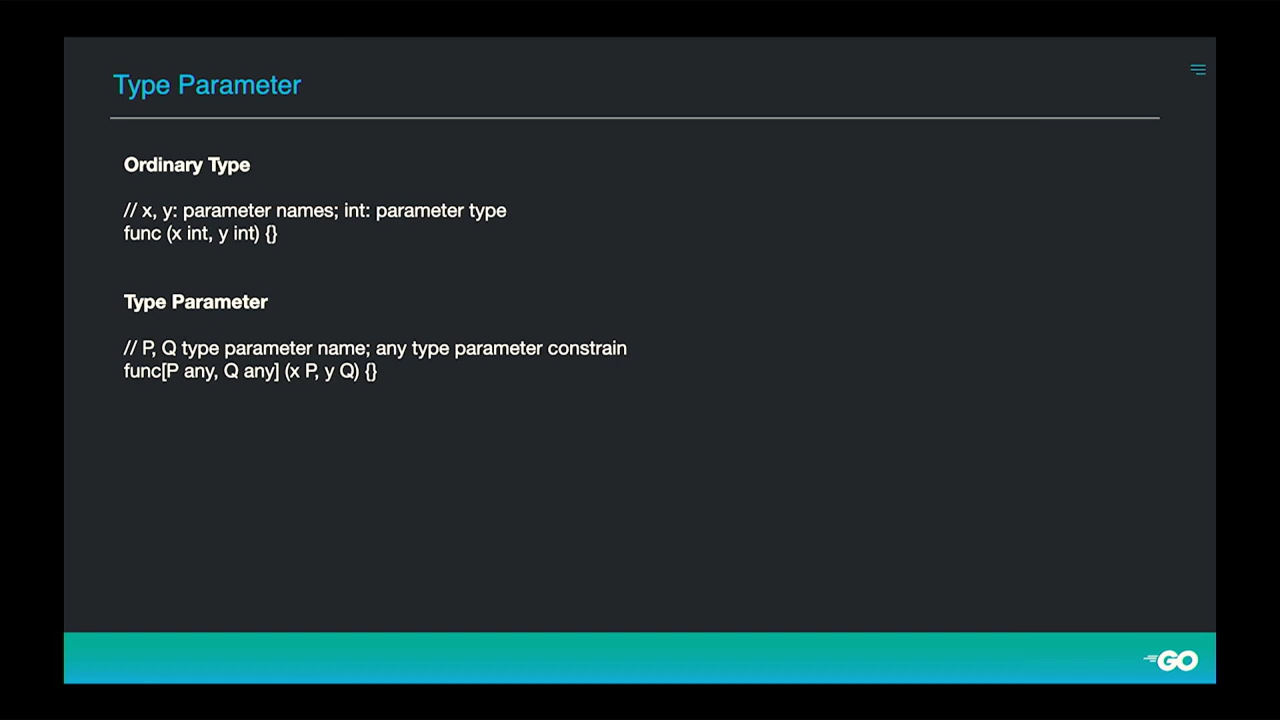 Type Parameter
Ordinary Type
// x, y: parameter names; int: parameter type
func (x int, y int) {}
Type Parameter
// P, Q type parameter name; any type parameter constrain
func[P any, Q any] (x P, y Q) {}
GO